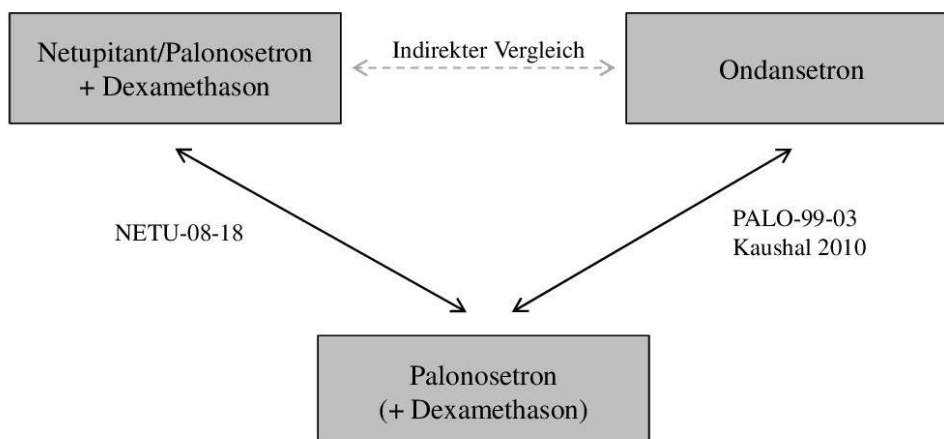 Netupitant/Palonosetron
+ Dexamethason
Indirekter Vergleich
Ondansetron
NETU-08-18
PALO-99-03
Kaushal 2010
Palonosetron
(+ Dexamethason)